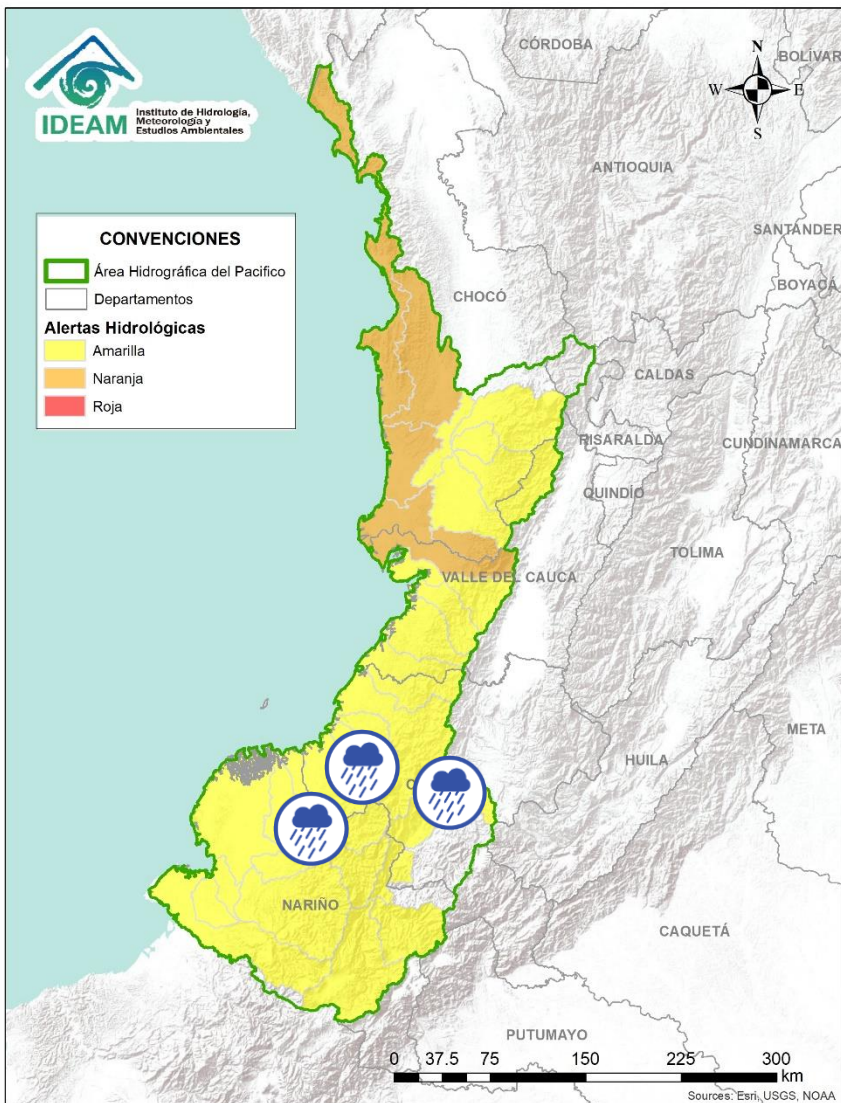 IDEAM
Instituto de Hidrología,
Meteorología y
Estudios Ambientales
N
W
E
S
CÓRDOBA
BOLÍVAR
ANTIOQUIA
SANTANDER
BOYACÁ
CHOCÓ
CALDAS
RISARALDA
CUNDINAMARCA
QUINDÍO
TOLIMA
VALLE DEL CAUCA
META
HUILA
C
NARIÑO
CAQUETÁ
PUTUMAYO
CONVENCIONES
Área Hidrográfica del Pacifico
Departamentos
Alertas Hidrológicas
Amarilla
Naranja
Roja
0 37.5 75 150 225 300
km
Sources: Esri, USGS, NOAA